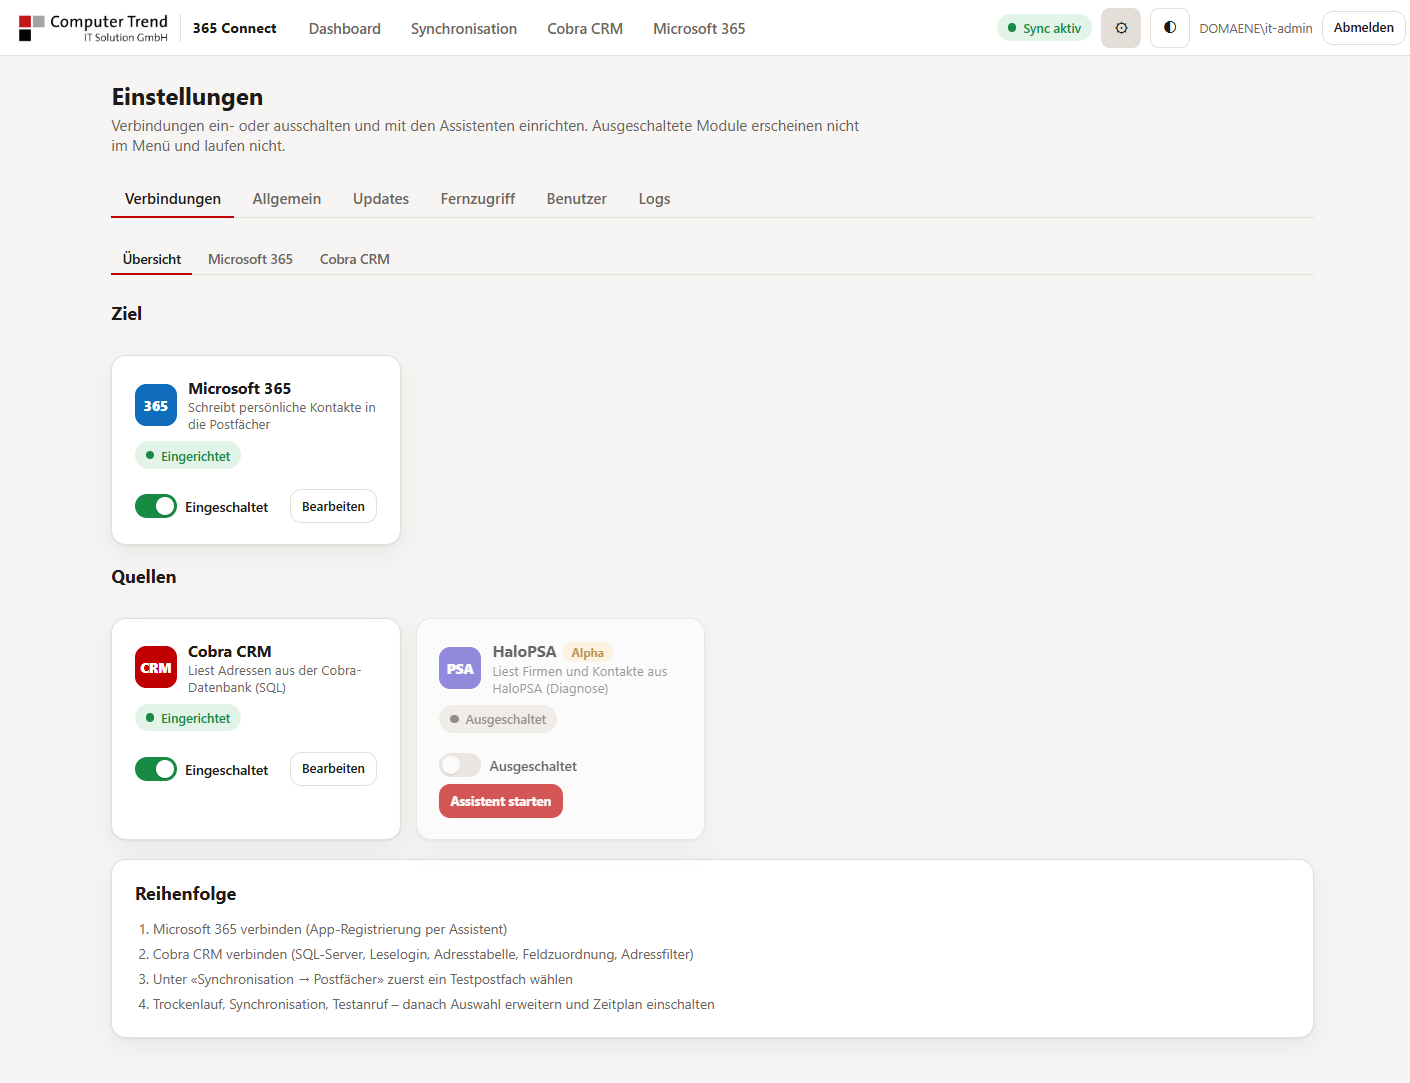 Computer Trend
IT Solution GmbH
365 Connect
Dashboard
Synchronisation
Cobra CRM
Microsoft 365
Sync aktiv
DOMAENE\it-admin
Abmelden
Einstellungen
Verbindungen ein- oder ausschalten und mit den Assistenten einrichten. Ausgeschaltete Module erscheinen nicht
im Menü und laufen nicht.
Verbindungen
Allgemein
Updates
Fernzugriff
Benutzer
Logs
Übersicht
Microsoft 365
Cobra CRM
Ziel
365
Microsoft 365
Schreibt persönliche Kontakte in
die Postfächer
Eingerichtet
Eingeschaltet
Bearbeiten
Quellen
CRM
Cobra CRM
Liest Adressen aus der Cobra-
Datenbank (SQL)
Eingerichtet
Eingeschaltet
Bearbeiten
PSA
HaloPSA
Alpha
Liest Firmen und Kontakte aus
HaloPSA (Diagnose)
Ausgeschaltet
Ausgeschaltet
Assistent starten
Reihenfolge
1. Microsoft 365 verbinden (App-Registrierung per Assistent)
2. Cobra CRM verbinden (SQL-Server, Leselogin, Adresstabelle, Feldzuordnung, Adressfilter)
3. Unter «Synchronisation → Postfächer» zuerst ein Testpostfach wählen
4. Trockenlauf, Synchronisation, Testanruf – danach Auswahl erweitern und Zeitplan einschalten